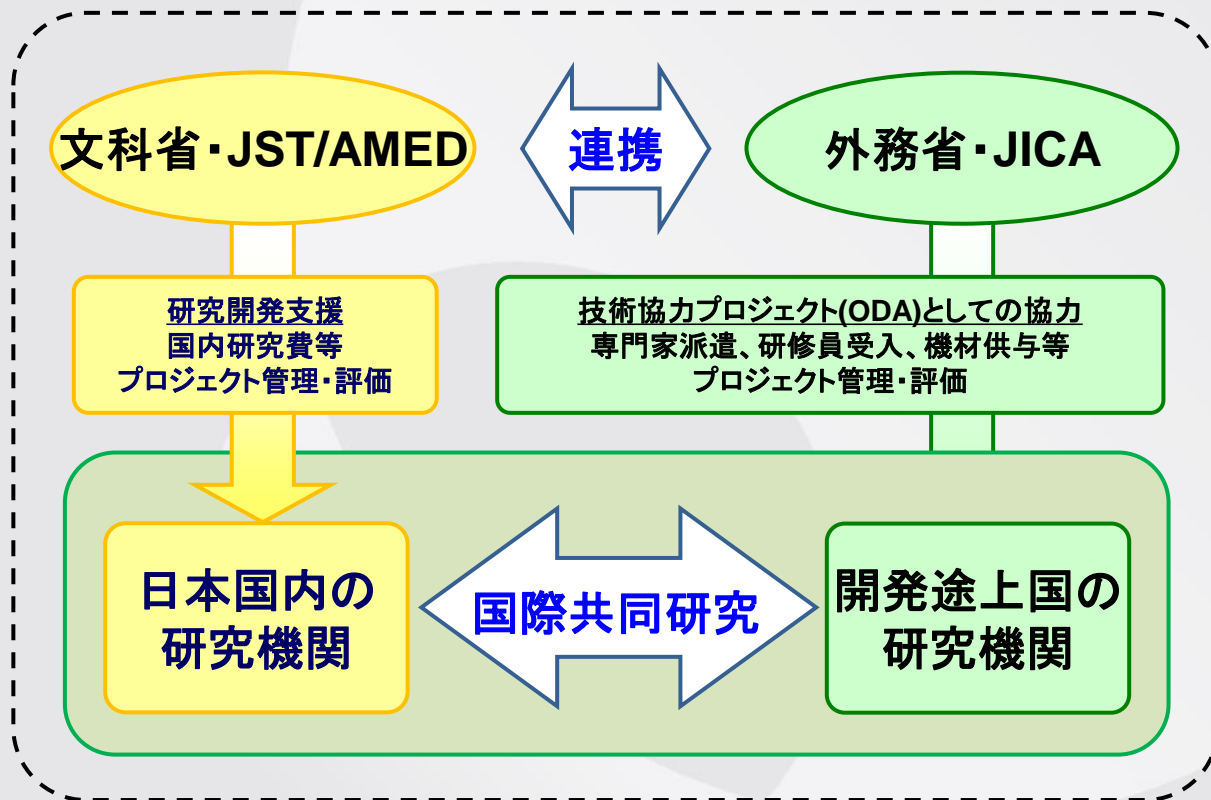 文科省・JST/AMED
連携
外務省・JICA
研究開発支援
国内研究費等
プロジェクト管理・評価
技術協力プロジェクト(ODA)としての協力
専門家派遣、研修員受入、機材供与等
プロジェクト管理・評価
日本国内の
研究機関
国際共同研究
開発途上国の
研究機関